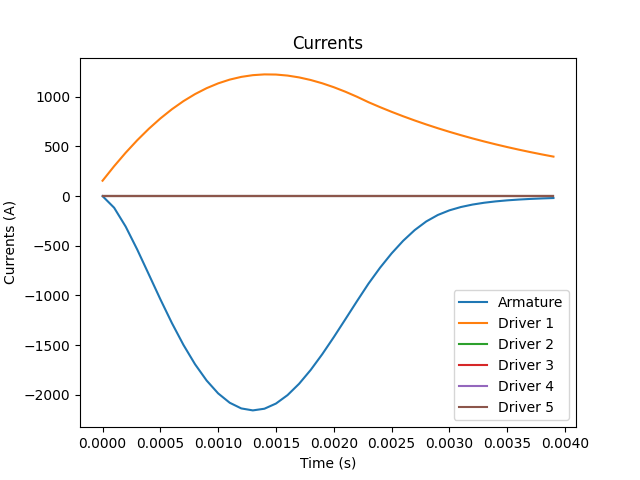 Currents
Currents (A)
1000
500
0
−500
−1000
−1500
−2000
Armature
Driver 1
Driver 2
Driver 3
Driver 4
Driver 5
0.0000 0.0005 0.0010 0.0015 0.0020 0.0025 0.0030 0.0035 0.0040
Time (s)